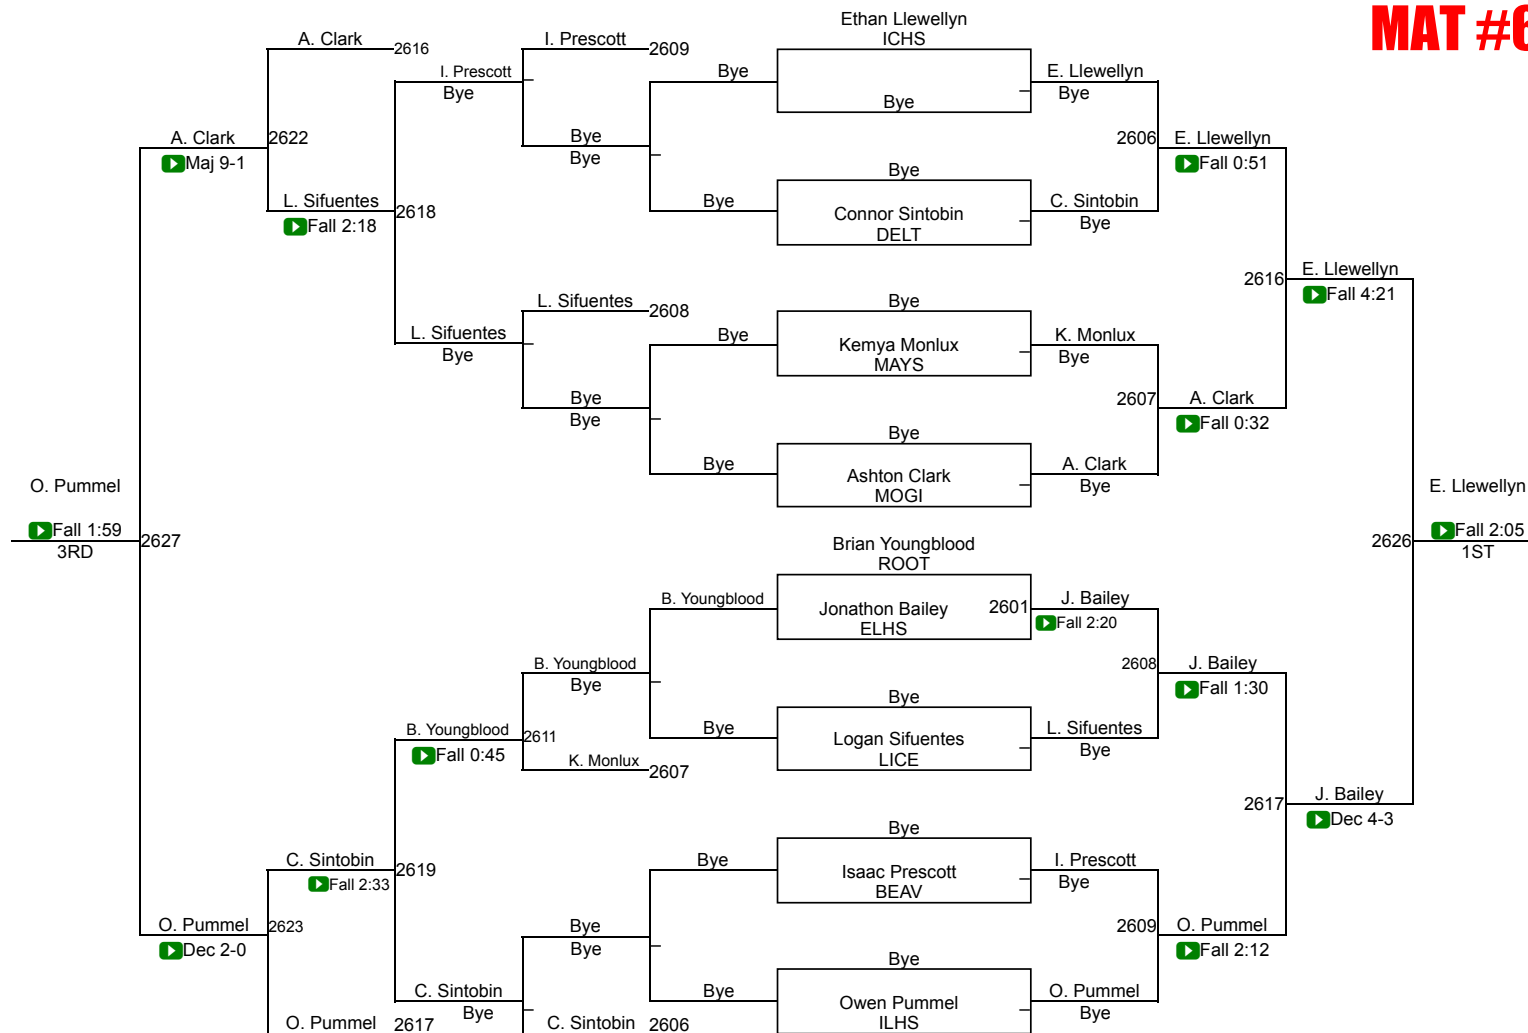 MAT #6
Ethan Llewellyn
ICHS
A. Clark 2616
I. Prescott 2609
I. Prescott
Bye
Bye
Bye
E. Llewellyn
Bye
A. Clark 2622
Maj 9-1
Bye
Bye
2606 E. Llewellyn
Fall 0:51
L. Sifuentes 2618
Fall 2:18
Bye
Bye
Connor Sintobin
DELT
C. Sintobin
Bye
2616 E. Llewellyn
Fall 4:21
L. Sifuentes 2608
L. Sifuentes
Bye
Bye
Bye
Kemya Monlux
MAYS
K. Monlux
Bye
Bye
Bye
2607 A. Clark
Fall 0:32
Bye
Bye
Ashton Clark
MOGI
A. Clark
Bye
O. Pummel
Fall 1:59
3RD
2627
E. Llewellyn
2626 Fall 2:05
1ST
Brian Youngblood
ROOT
B. Youngblood
Jonathon Bailey 2601
ELHS
J. Bailey
Fall 2:20
B. Youngblood
Bye
2608 J. Bailey
Fall 1:30
B. Youngblood 2611
Fall 0:45
Bye
Bye
Logan Sifuentes
LICE
L. Sifuentes
Bye
K. Monlux 2607
2617 J. Bailey
Dec 4-3
C. Sintobin 2619
Fall 2:33
Bye
Bye
Isaac Prescott
BEAV
I. Prescott
Bye
O. Pummel 2623
Dec 2-0
Bye
Bye
2609 O. Pummel
Fall 2:12
C. Sintobin
Bye
Bye
Bye
Owen Pummel
ILHS
O. Pummel
Bye
O. Pummel 2617
C. Sintobin 2606